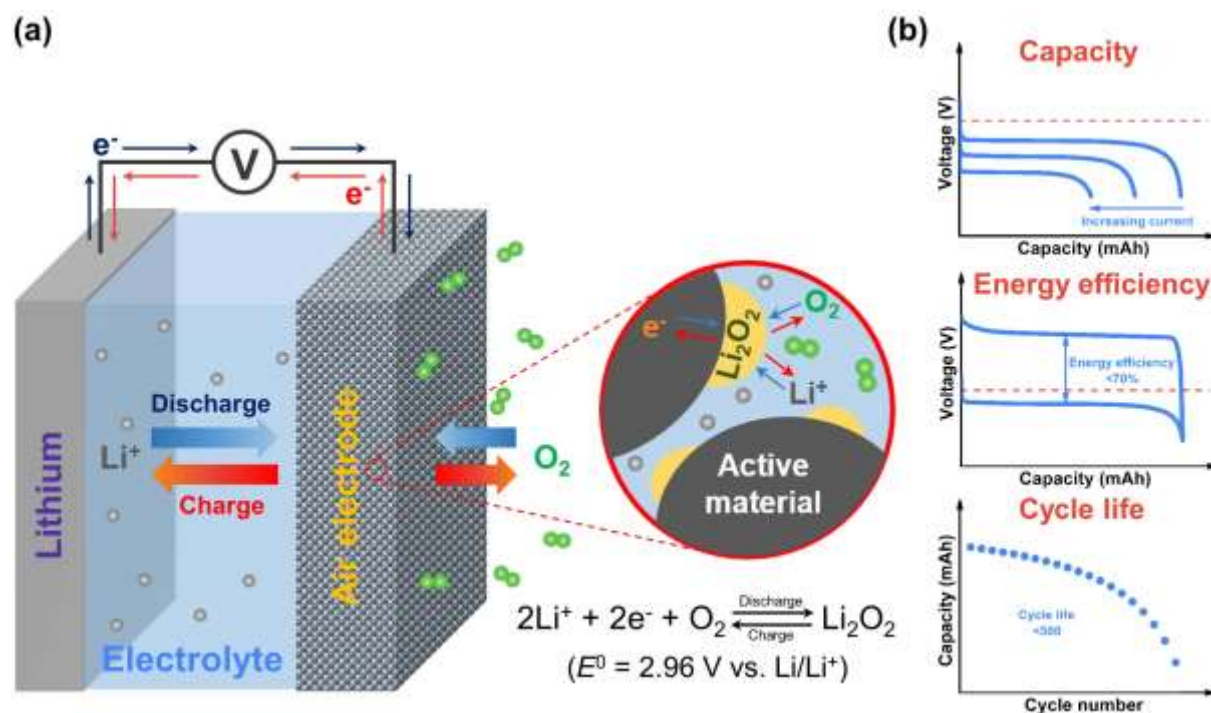 (a)
e-
V
e-
Lithium
Li+
Discharge
Charge
Electrolyte
Air electrode
O2
e-
Li2O2
O2
Li+
Active
material
2Li+ + 2e- + O2 Discharge Charge Li2O2
(E0 = 2.96 V vs. Li/Li+)
(b)
Capacity
Voltage (V)
Increasing current
Capacity (mAh)
Energy efficiency
Voltage (V)
Energy efficiency
<70%
Capacity (mAh)
Cycle life
Capacity (mAh)
Cycle life
<500
Cycle number